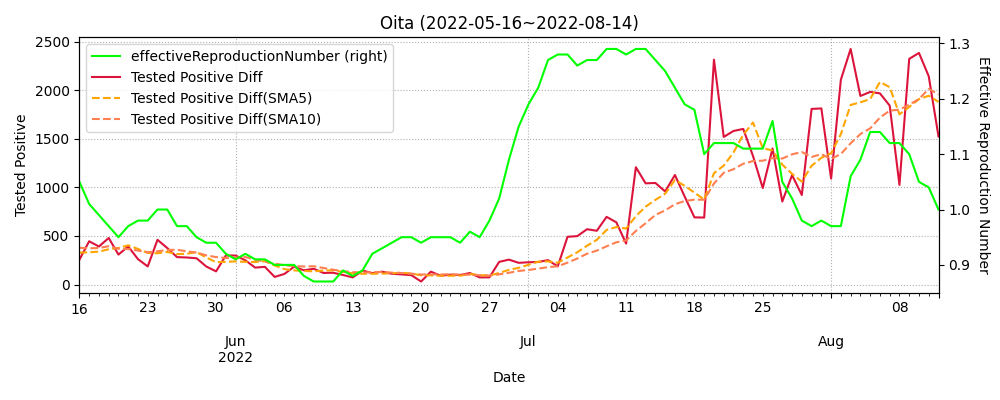 Oita (2022-05-16~2022-08-14)
effectiveReproductionNumber (right)
Tested Positive Diff
Tested Positive Diff(SMA5)
Tested Positive Diff(SMA10)
Tested Positive
2500
2000
1500
1000
500
0
Effective Reproduction Number
1.3
1.2
1.1
1.0
0.9
16 23 30 06 13 20 27 04 11 18 25 08
Jun Jul Aug
2022
Date